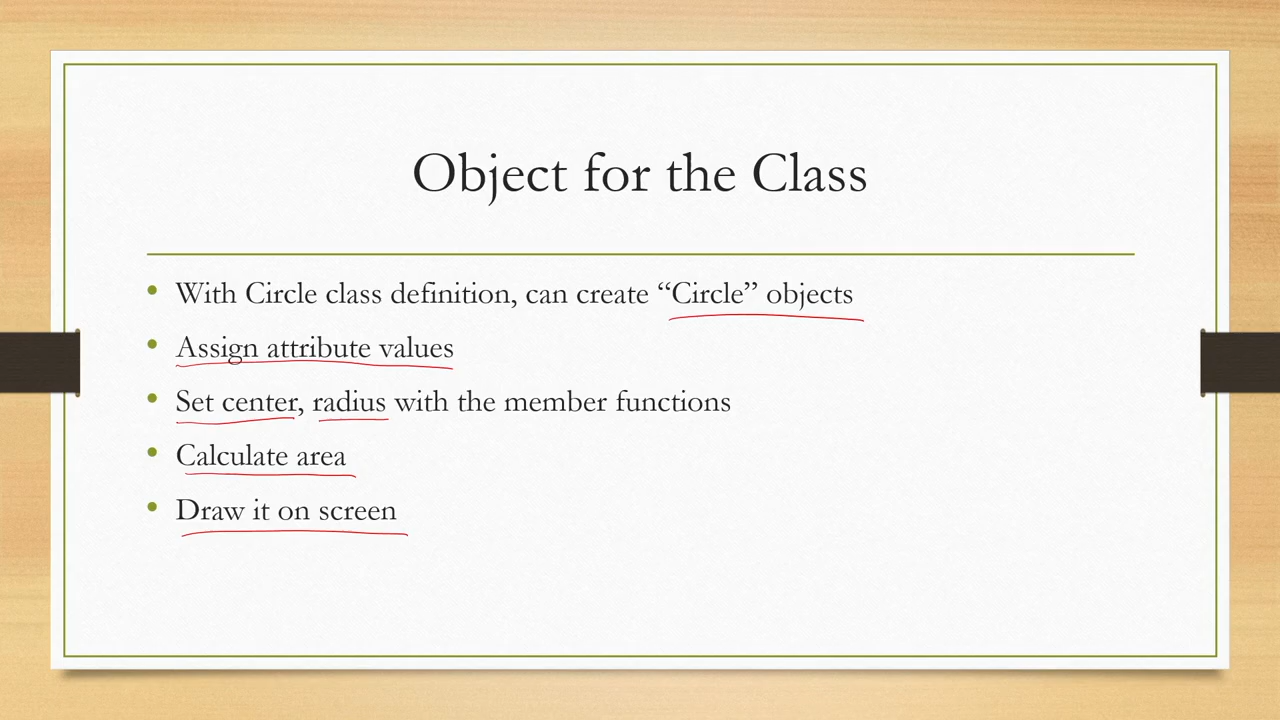 Object for the Class
• With Circle class definition, can create “Circle” objects
• Assign attribute values
• Set center, radius with the member functions
• Calculate area
• Draw it on screen